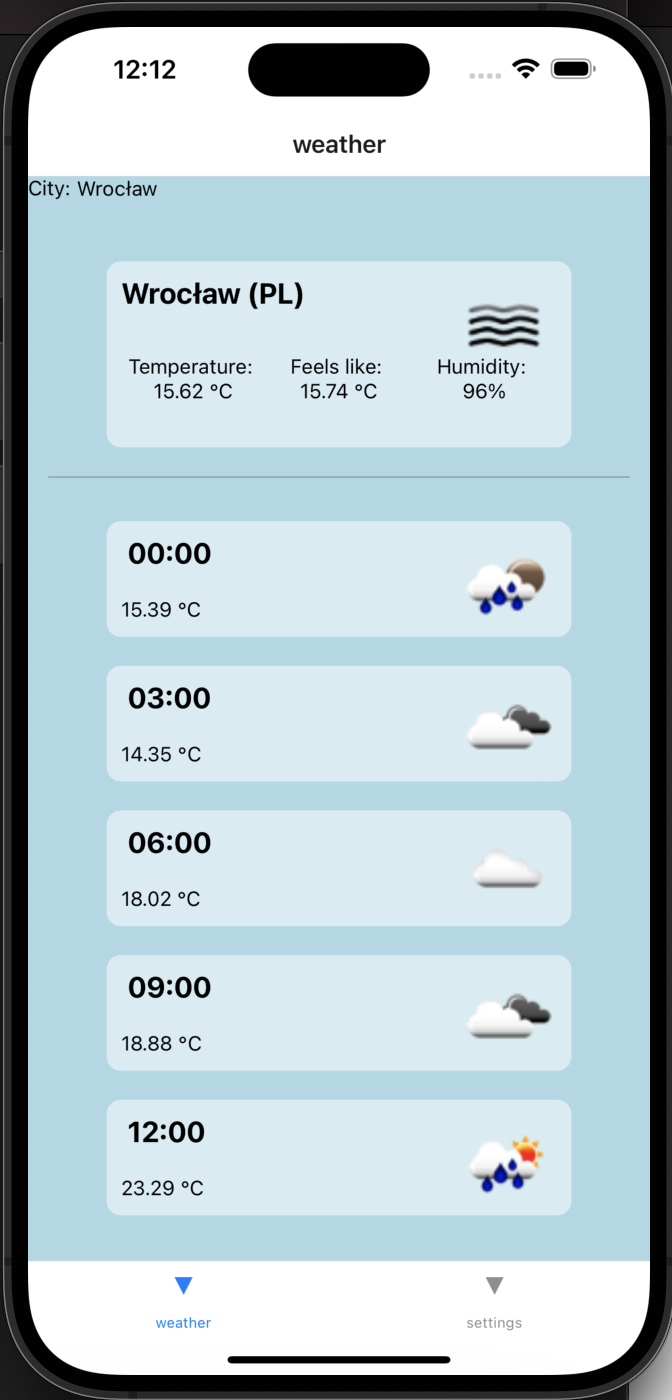 12:12
weather
City: Wrocław
Wrocław (PL)
Temperature: Feels like: Humidity:
15.62 °C 15.74 °C 96%
00:00
15.39 °C
03:00
14.35 °C
06:00
18.02 °C
09:00
18.88 °C
12:00
23.29 °C
weather settings